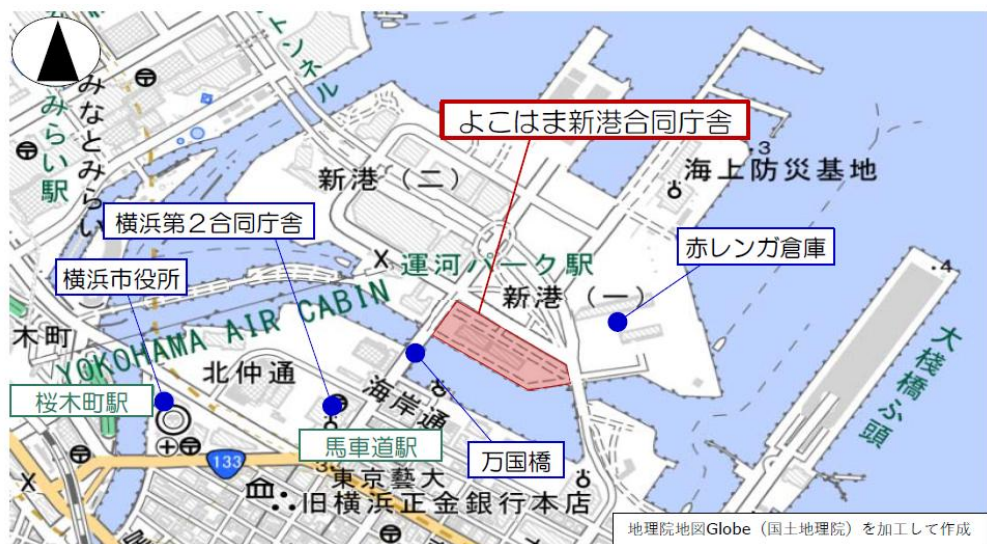 トンネル
みなとみらい
みらい駅
新港（二）
よこはま新港合同庁舎
3
海上防災基地
横浜第２合同庁舎
横浜市役所
運河パーク駅
新港（一）
赤レンガ倉庫
4
大棧橋ふ頭
木町
YOKOHAMA AIR CABIN
北仲通
海岸通
桜木町駅
馬車道駅
万国橋
133
東京藝大
旧横浜正金銀行本店
地理院地図Globe（国土地理院）を加工して作成